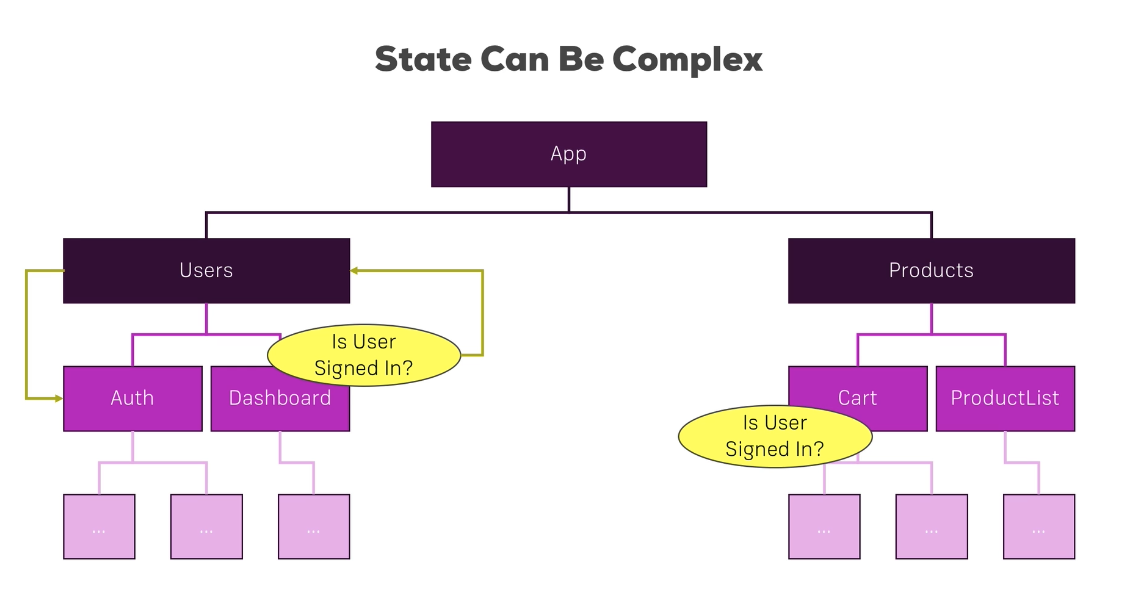 State Can Be Complex
App
Users
Products
Is User
Signed In?
Auth
Dashboard
Cart
ProductList
Is User
Signed In?
...
...
...
...
...
...